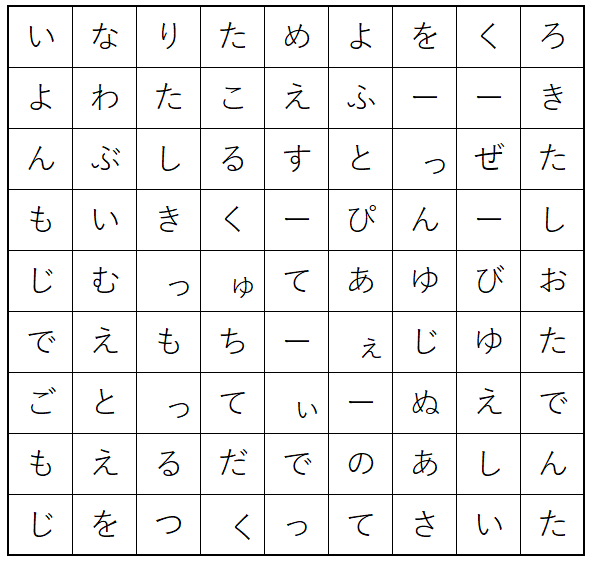 いなりためよをくろ
よわたこえふーーき
んぶしるすとっぜた
もいきくーぴんーし
じむっゅてあゆびお
でえもちーぇじゆた
ごとってぃーぬえで
もえるだでのあしん
じをつくってさいた